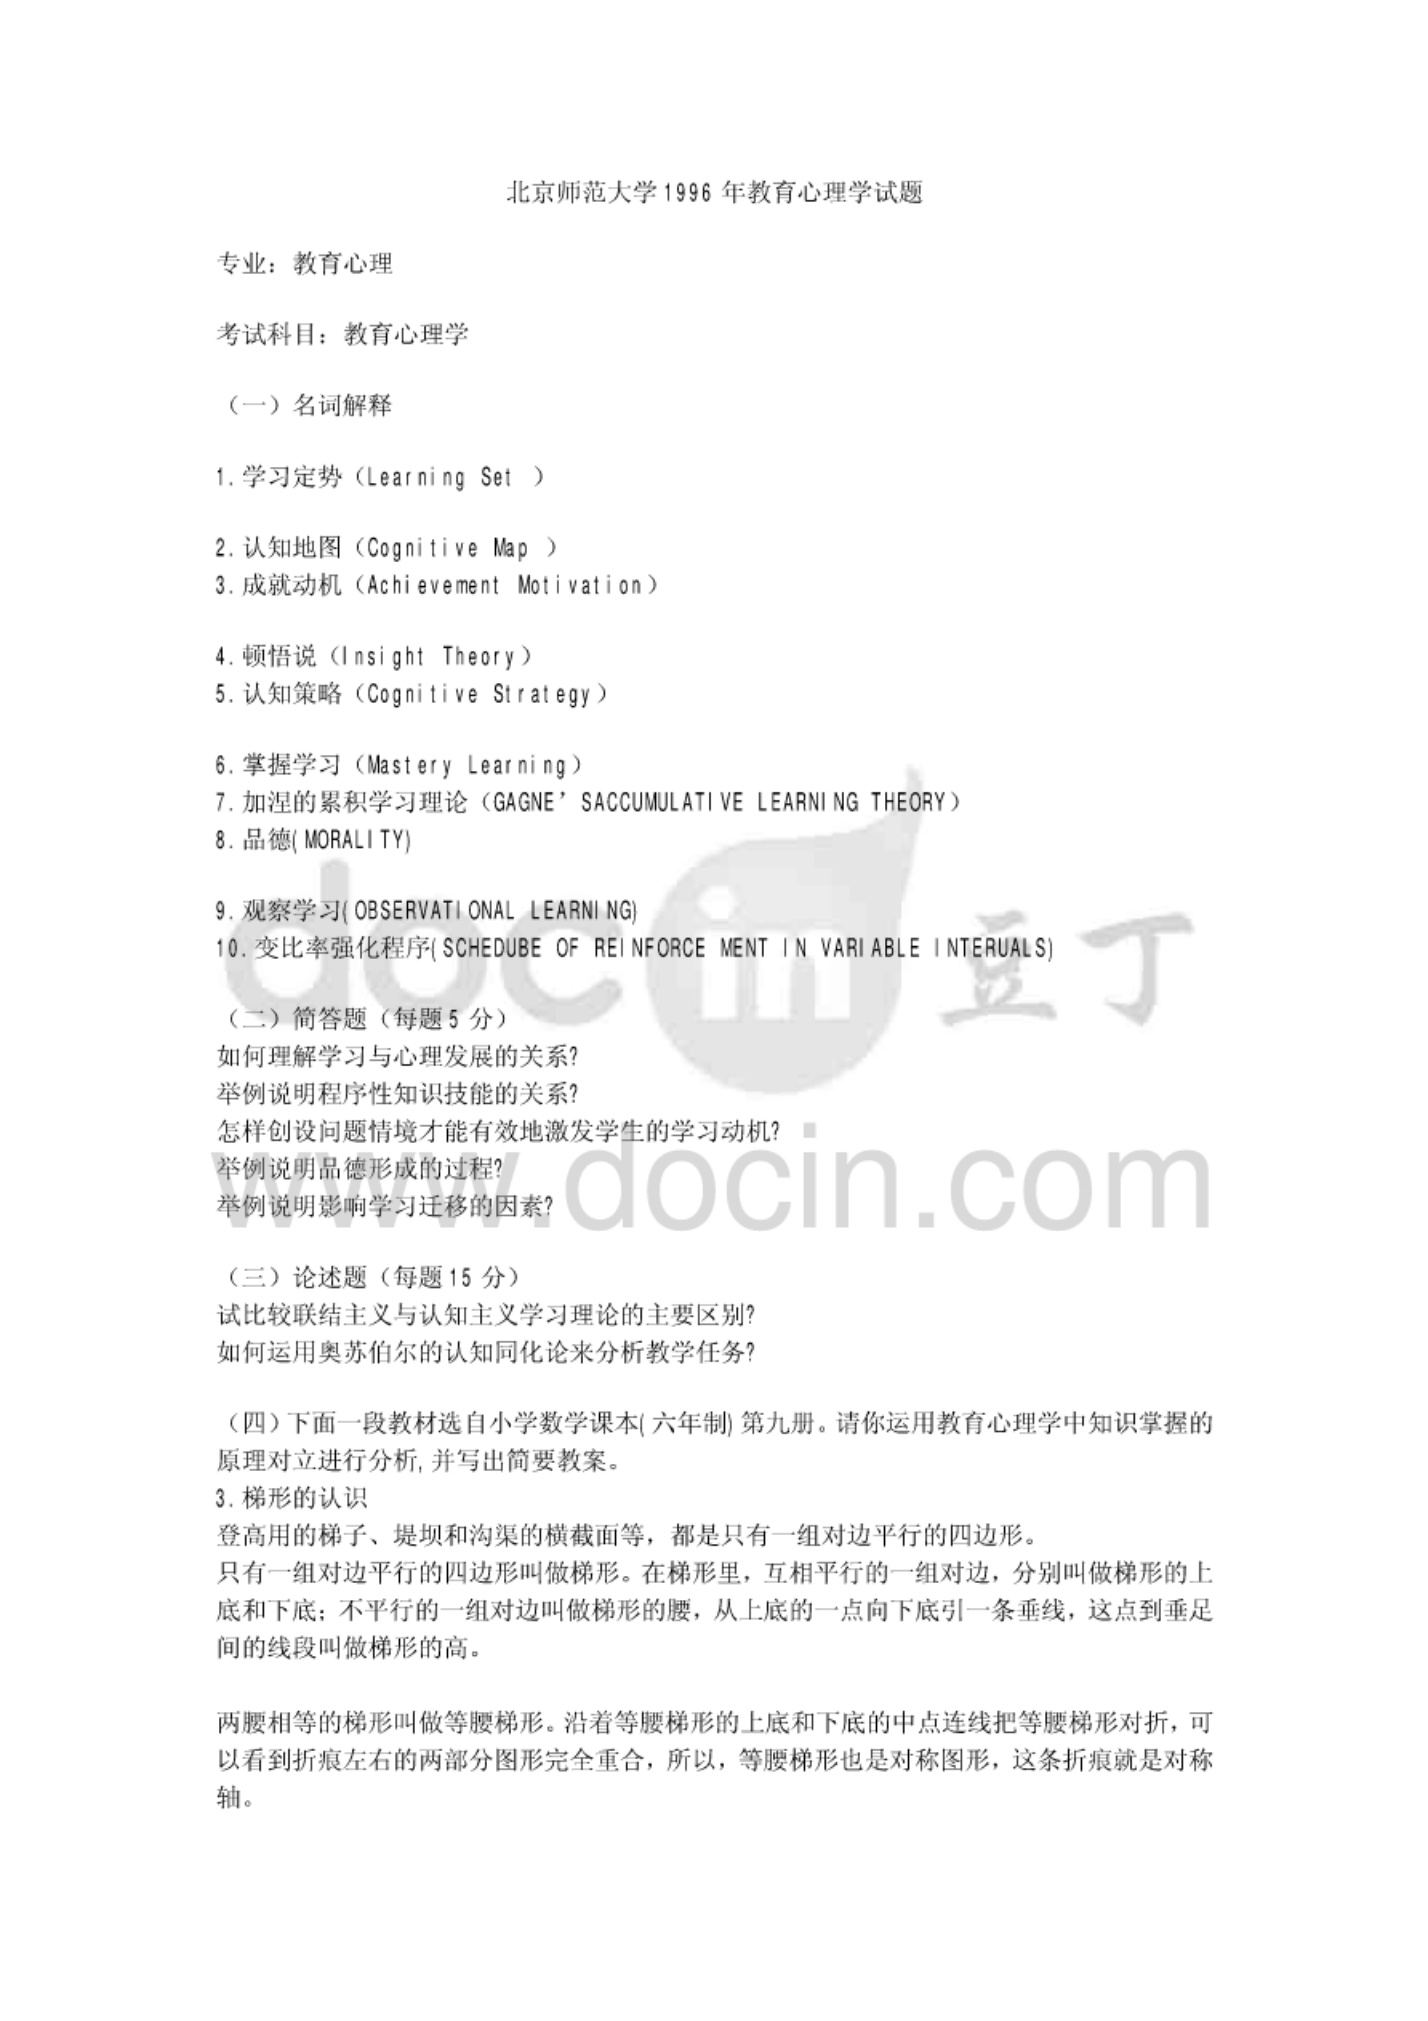 北京师范大学1996 年教育心理学试题
专业：教育心理
考试科目：教育心理学
（一）名词解释
1.学习定势（Learning Set ）
2.认知地图（Cognitive Map ）
3.成就动机（Achievement Motivation）
4.顿悟说（Insight Theory）
5.认知策略（Cognitive Strategy）
6.掌握学习（Mastery Learning）
7.加涅的累积学习理论（GAGNE’SACCUMULATIVE LEARNING THEORY）
8.品德(MORALITY)
9.观察学习(OBSERVATIONAL LEARNING)
10.变比率强化程序(SCHEDUBE OF REINFORCE MENT IN VARIABLE INTERUALS)
docin 豆丁
（二）简答题（每题5 分）
如何理解学习与心理发展的关系?
举例说明程序性知识技能的关系?
怎样创设问题情境才能有效地激发学生的学习动机?
举例说明品德形成的过程?
www.docin.com
举例说明影响学习迁移的因素?
（三）论述题（每题15 分）
试比较联结主义与认知主义学习理论的主要区别?
如何运用奥苏伯尔的认知同化论来分析教学任务?
（四）下面一段教材选自小学数学课本(六年制)第九册。请你运用教育心理学中知识掌握的
原理对立进行分析,并写出简要教案。
3.梯形的认识
登高用的梯子、堤坝和沟渠的横截面等，都是只有一组对边平行的四边形。
只有一组对边平行的四边形叫做梯形。在梯形里，互相平行的一组对边，分别叫做梯形的上
底和下底；不平行的一组对边叫做梯形的腰，从上底的一点向下底引一条垂线，这点到垂足
间的线段叫做梯形的高。
两腰相等的梯形叫做等腰梯形。沿着等腰梯形的上底和下底的中点连线把等腰梯形对折，可
以看到折痕左右的两部分图形完全重合，所以，等腰梯形也是对称图形，这条折痕就是对称
轴。